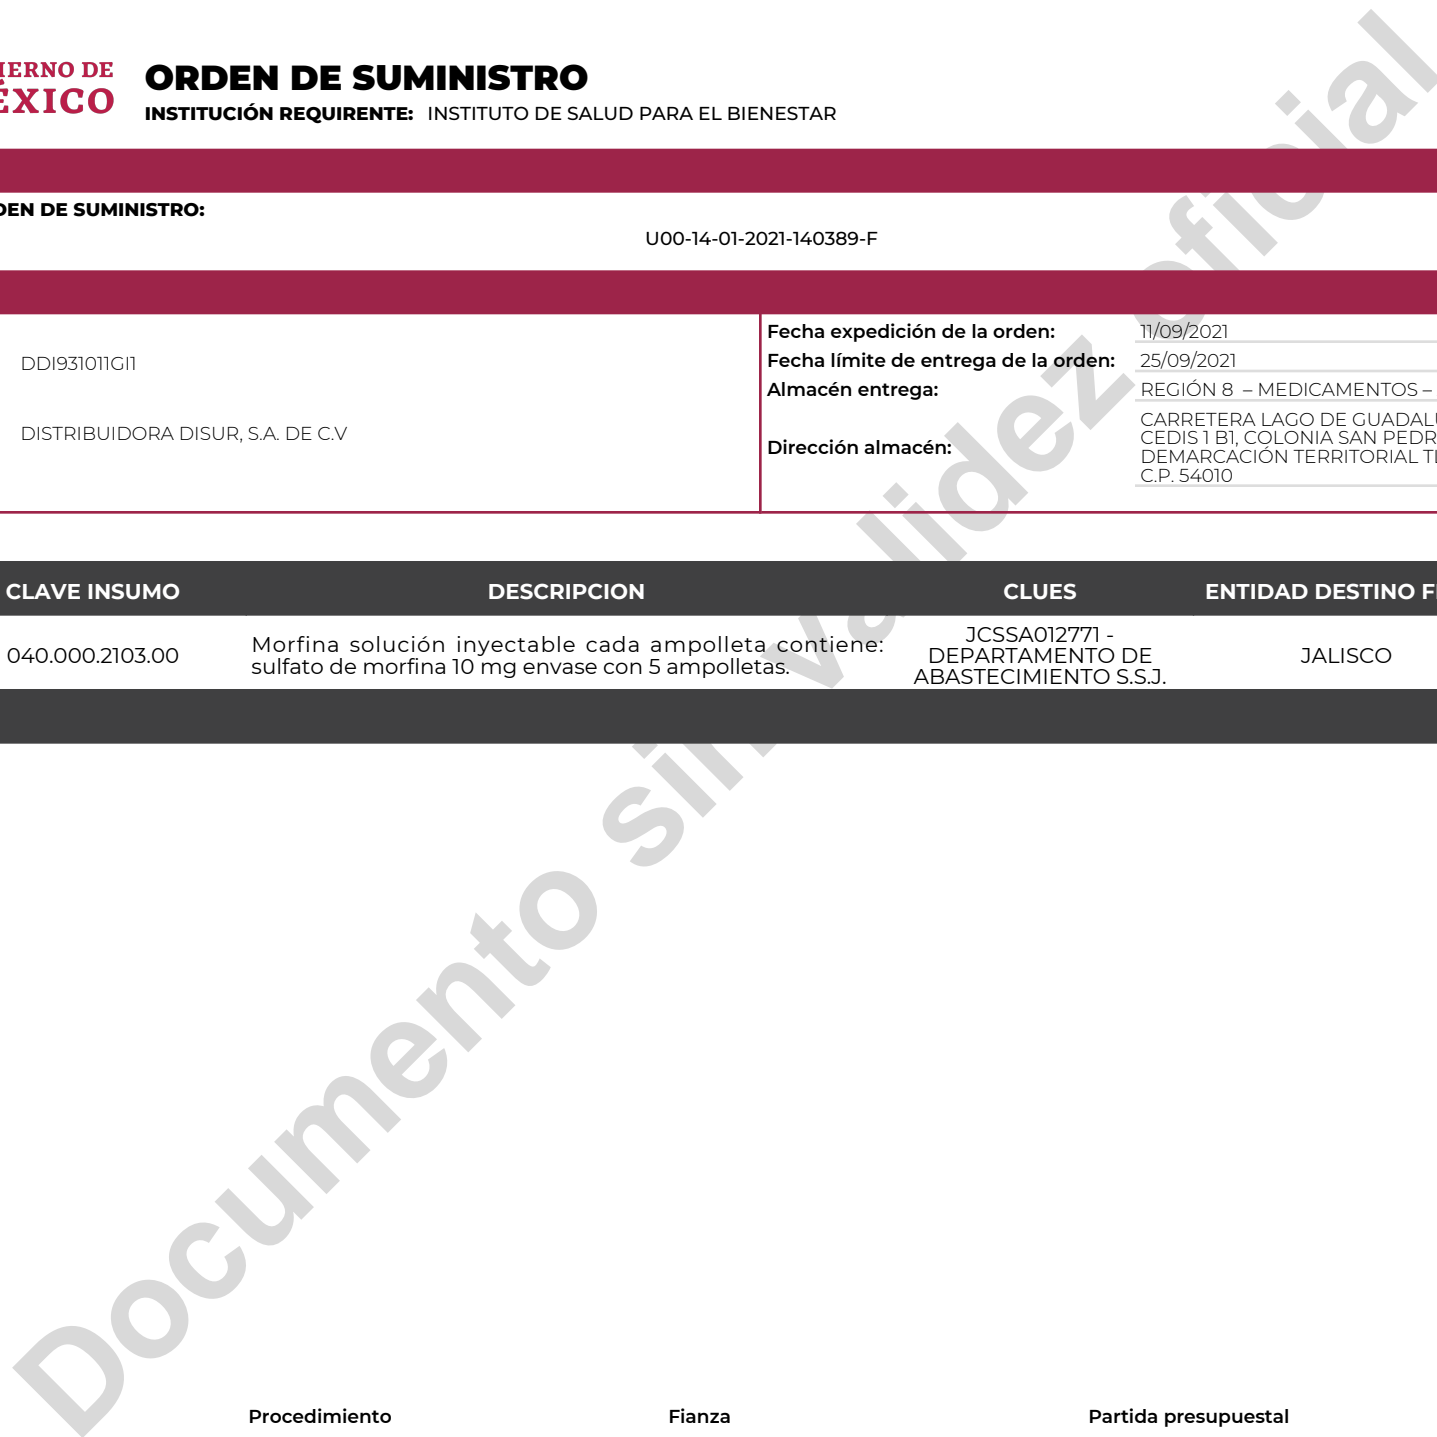 IERNO DE
ÉXICO
ORDEN DE SUMINISTRO
INSTITUCIÓN REQUIRENTE: INSTITUTO DE SALUD PARA EL BIENESTAR
DEN DE SUMINISTRO:
U00-14-01-2021-140389-F
DDI931011GI1
DISTRIBUIDORA DISUR, S.A. DE C.V
Fecha expedición de la orden: 11/09/2021
Fecha límite de entrega de la orden: 25/09/2021
Almacén entrega: REGIÓN 8 – MEDICAMENTOS –
Dirección almacén:
CARRETERA LAGO DE GUADALU
CEDIS 1 B1, COLONIA SAN PEDR
DEMARCACIÓN TERRITORIAL TL
C.P. 54010
CLAVE INSUMO DESCRIPCION CLUES ENTIDAD DESTINO F
040.000.2103.00
Morfina solución inyectable cada ampolleta contiene:
sulfato de morfina 10 mg envase con 5 ampolletas.
JCSSA012771 -
DEPARTAMENTO DE
ABASTECIMIENTO S.S.J.
JALISCO
Documento sin validez oficial
Procedimiento Fianza Partida presupuestal